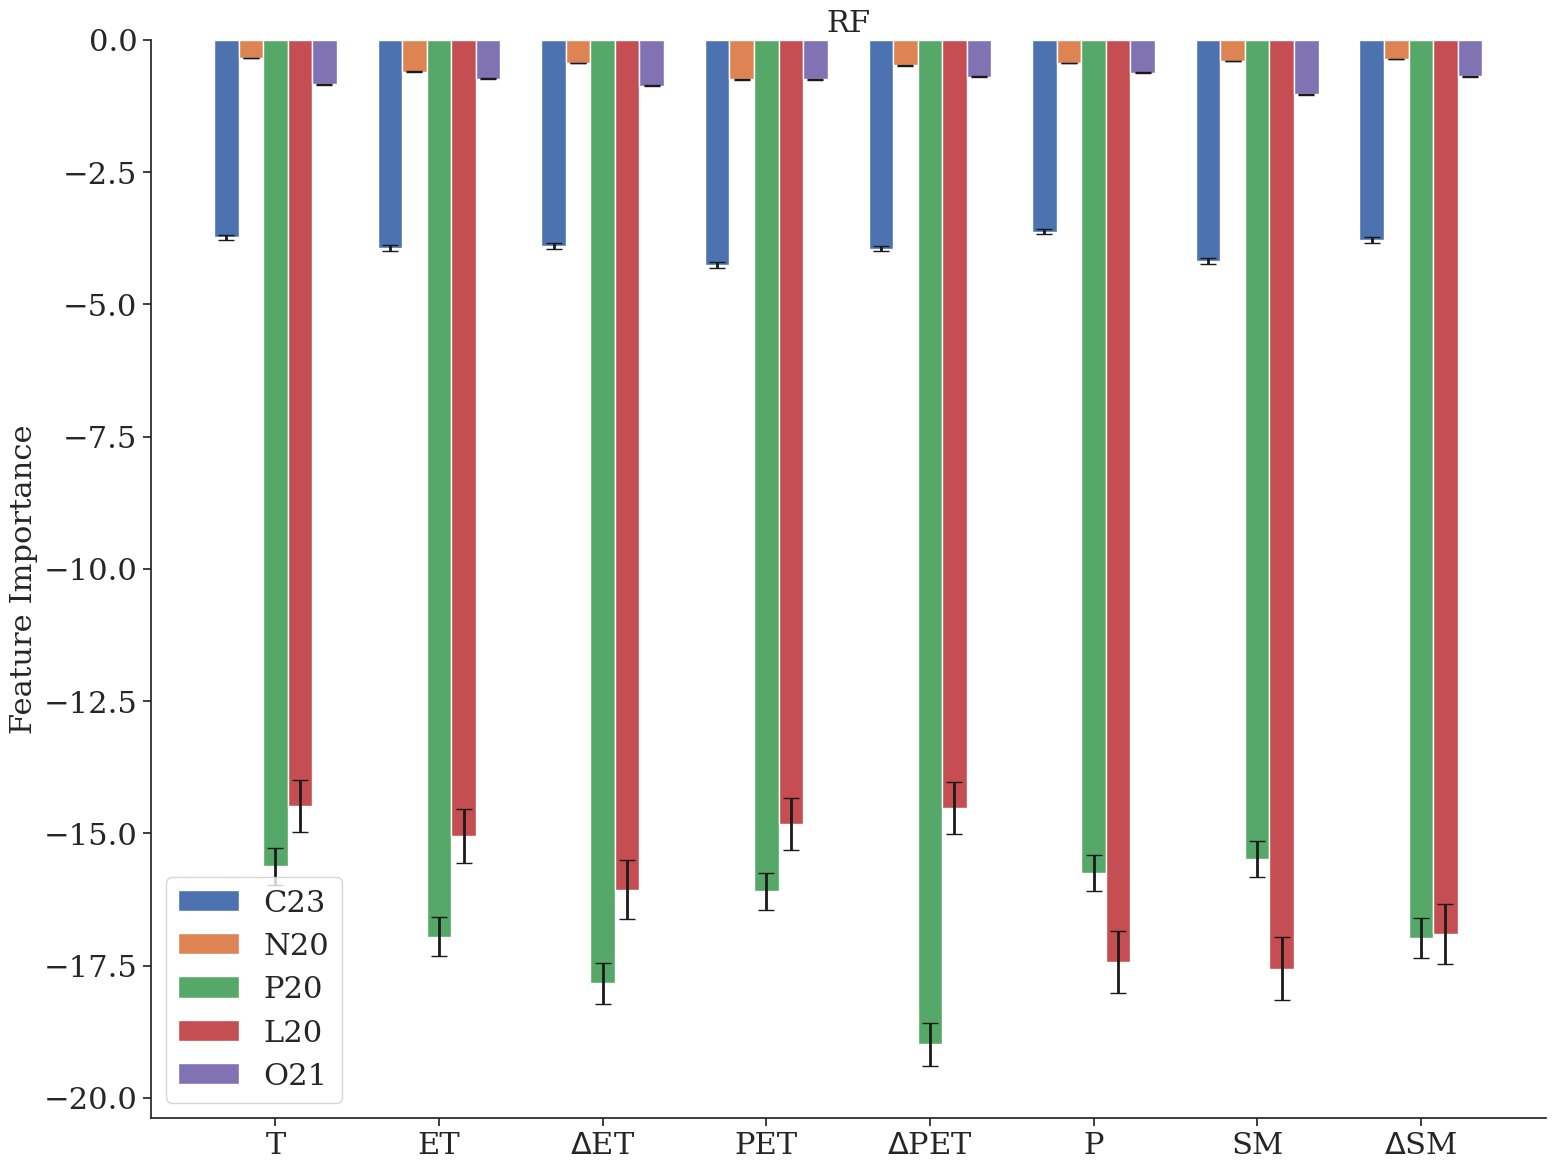 RF
Feature Importance
0.0
−2.5
−5.0
−7.5
−10.0
−12.5
−15.0
−17.5
−20.0
C23
N20
P20
L20
O21
T ET ΔET PET ΔPET P SM ΔSM